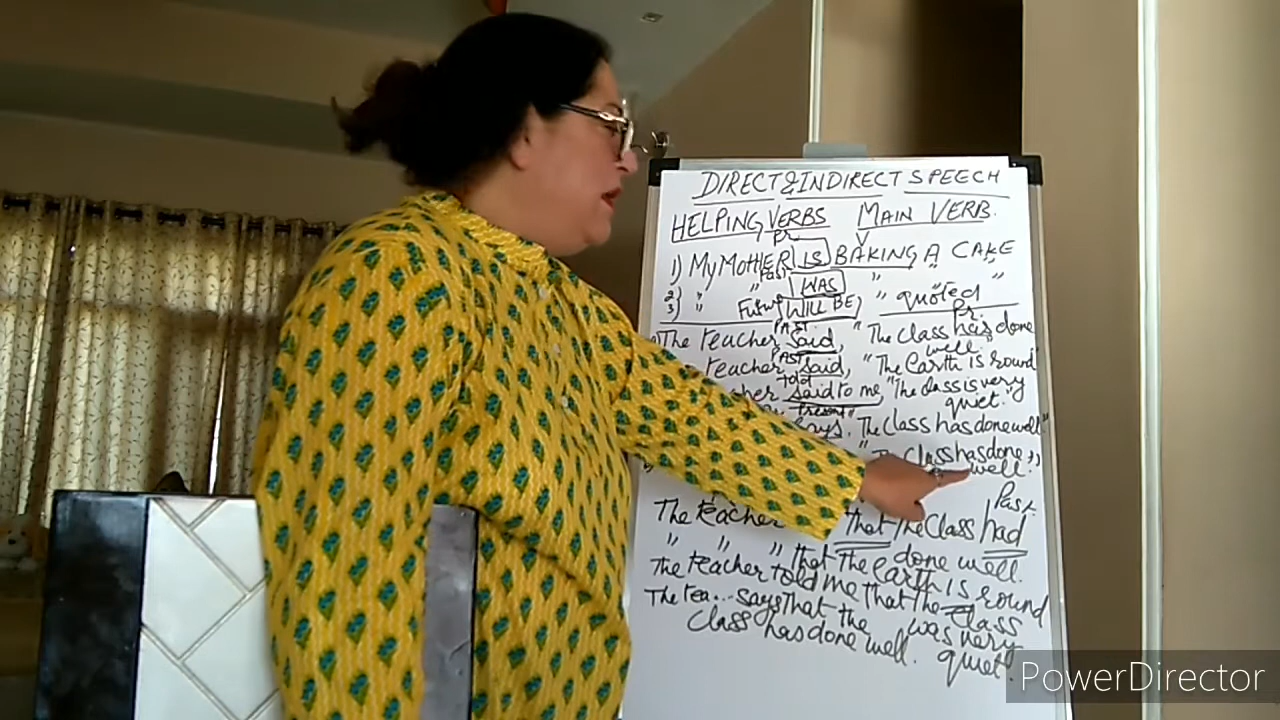 DIRECT & INDIRECT SPEECH
HELPING VERBS MAIN VERB.
Pr
1) My MOTHER IS BAKING A CAKE
Past
2) " " WAS " " "
3) " Future WILL BE, " quoted
PAST. Pr.
The teacher said, "The class has done well.
PAST
teacher said, "The Earth is round"
told
said to me "The class is very quiet."
Present
says, The Class has done well"
Class has done well."
Past
The teacher that the Class had
" " " that The done well.
The teacher told me that the earth is round
The tea... says that the Class
Class has done well. was very quiet.
PowerDirector